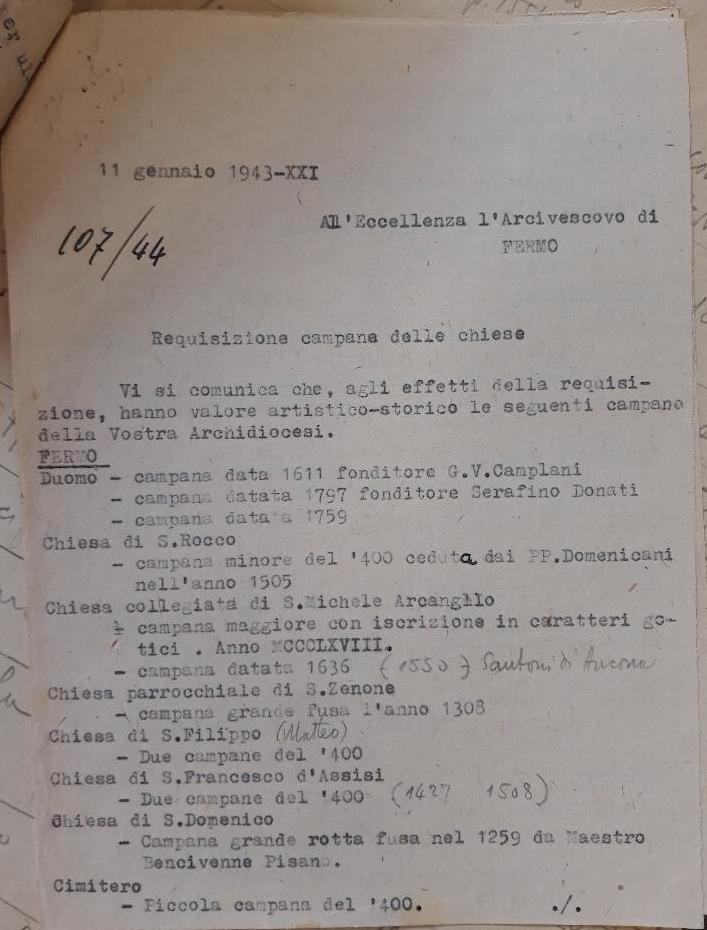 11 gennaio 1943-XXI
107/44
All'Eccellenza l'Arcivescovo di
FERMO
Requisizione campane delle chiese
Vi si comunica che, agli effetti della requisi-
zione, hanno valore artistico-storico le seguenti campane
della Vostra Archidiocesi.
FERMO
Duomo - campana data 1611 fonditore G.V.Camplani
- campana datata 1797 fonditore Serafino Donati
- campana datata 1759
Chiesa di S.Rocco
- campana minore del '400 ceduta dai PP.Domenicani
nell'anno 1505
Chiesa collegiata di S.Michele Arcangllo
- campana maggiore con iscrizione in caratteri go-
tici . Anno MCCCLXVIII.
- campana datata 1636 (1550) Santoni d'Ancona
Chiesa parrocchiale di S.Zenone
- campana grande fusa l'anno 1308
Chiesa di S.Filippo (Matteo)
- Due campane del '400
Chiesa di S.Francesco d'Assisi
- Due campane del '400 (1427 1508)
Chiesa di S.Domenico
- Campana grande rotta fusa nel 1259 da Maestro
Bencivenne Pisano.
Cimitero
- Piccola campana del '400. ./.